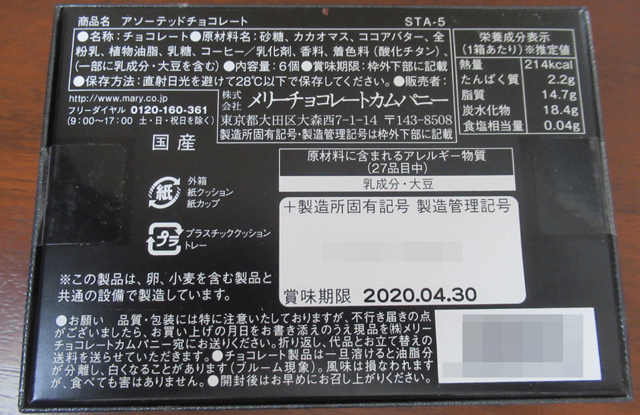 商品名 アソーテッドチョコレート STA-5
●名称:チョコレート●原材料名:砂糖、カカオマス、ココアバター、全
粉乳、植物油脂、乳糖、コーヒー/乳化剤、香料、着色料(酸化チタン)、
(一部に乳成分・大豆を含む)●内容量:6個●賞味期限:枠外下部に記載
●保存方法:直射日光を避けて28℃以下で保存してください。●販売者:
http://www.mary.co.jp
フリーダイヤル 0120-160-361
(9:00〜17:00 土・日・祝日を除く)
株式会社 メリーチョコレートカムパニー
東京都大田区大森西7-1-14 〒143-8508
製造所固有記号・製造管理記号は枠外下部に記載
栄養成分表示
(1箱あたり)※推定値
熱量 214kcal
たんぱく質 2.2g
脂質 14.7g
炭水化物 18.4g
食塩相当量 0.04g
国産
紙
外箱
紙クッション
紙カップ
プラ
プラスチッククッション
トレー
原材料に含まれるアレルギー物質
(27品目中)
乳成分・大豆
+製造所固有記号 製造管理記号
賞味期限 2020.04.30
※この製品は、卵、小麦を含む製品と
共通の設備で製造しています。
●お願い 品質・包装には特に注意いたしておりますが、不行き届きの点
がございましたら、お買い上げの月日をお書き添えのうえ現品を㈱メリー
チョコレートカムパニー宛にお送りください。折り返し、代品とお立て替えの
送料を送らせていただきます。●チョコレート製品は一旦溶けると油脂分
が分離し、白くなることがあります(ブルーム現象)。風味は損なわれます
が、食べても害はありません。●開封後はお早めにお召し上がりください。